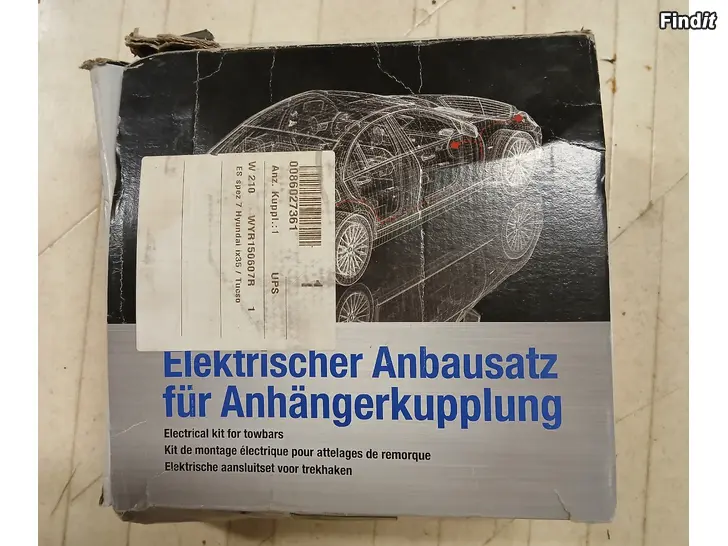 Findit
0086027361
Anz. Kuppl.:1
UPS
1
W 210 WYR150607R 1
ES spez 7 Hyundai ix35 / Tucso
Elektrischer Anbausatz
für Anhängerkupplung
Electrical kit for towbars
Kit de montage électrique pour attelages de remorque
Elektrische aansluitset voor trekhaken